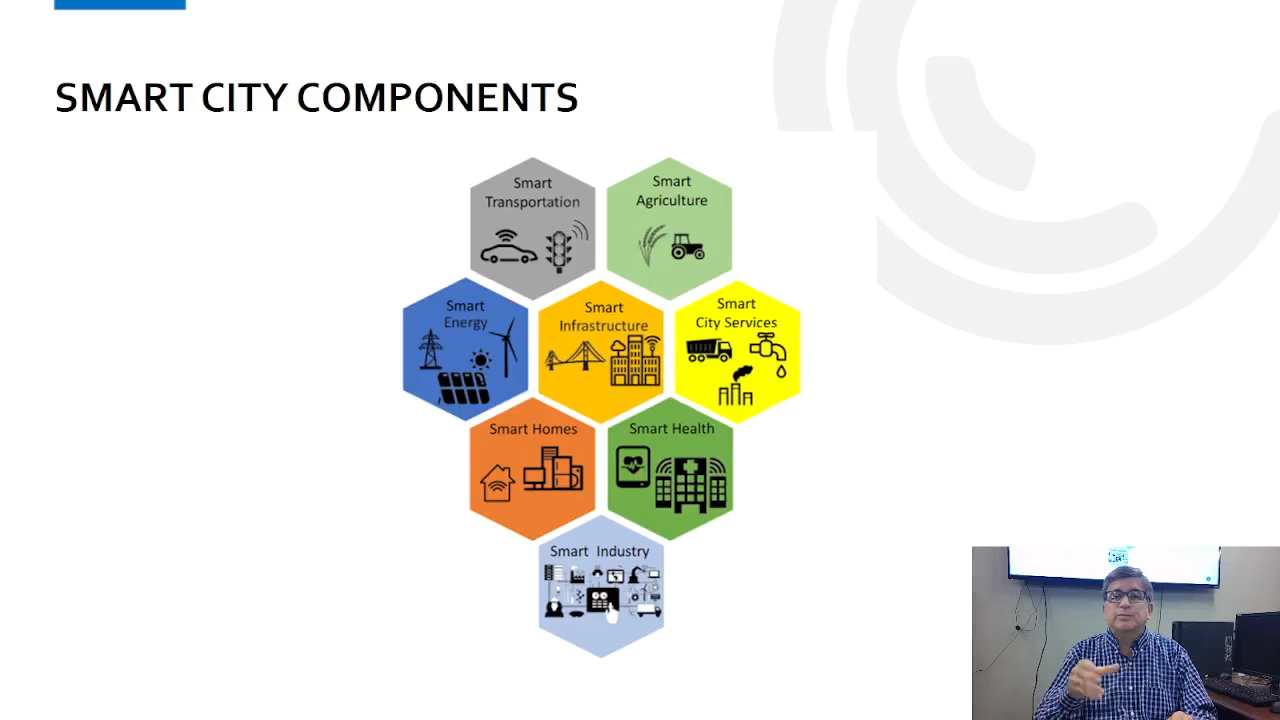 SMART CITY COMPONENTS
Smart
Transportation
Smart
Agriculture
Smart
Energy
Smart
Infrastructure
Smart
City Services
Smart Homes
Smart Health
Smart Industry